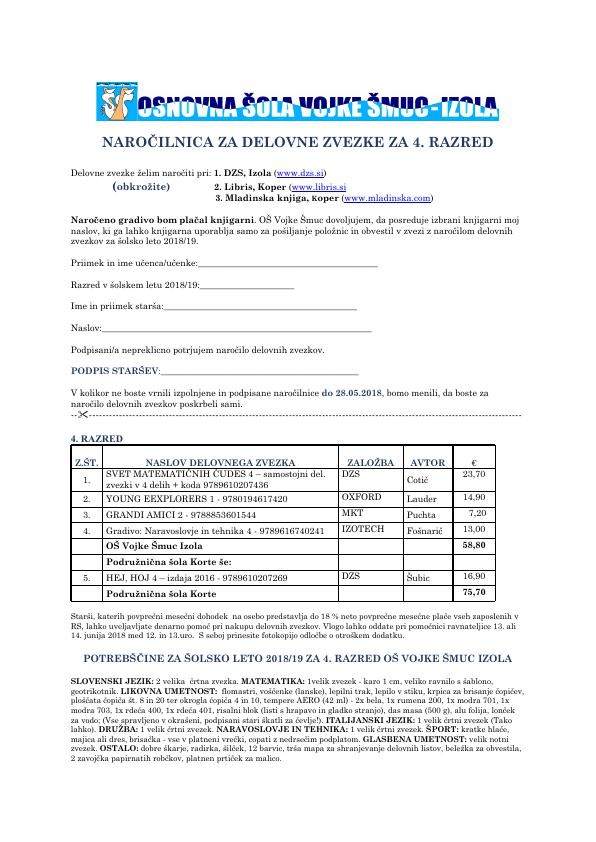 OSNOVNA ŠOLA VOJKE ŠMUC - IZOLA
NAROČILNICA ZA DELOVNE ZVEZKE ZA 4. RAZRED
Delovne zvezke želim naročiti pri: 1. DZS, Izola (www.dzs.si)
(obkrožite) 2. Libris, Koper (www.libris.si
3. Mladinska knjiga, Koper (www.mladinska.com)
Naročeno gradivo bom plačal knjigarni. OŠ Vojke Šmuc dovoljujem, da posreduje izbrani knjigarni moj
naslov, ki ga lahko knjigarna uporablja samo za pošiljanje položnic in obvestil v zvezi z naročilom delovnih
zvezkov za šolsko leto 2018/19.
Priimek in ime učenca/učenke:
Razred v šolskem letu 2018/19:
Ime in priimek starša:
Naslov:
Podpisani/a nepreklicno potrjujem naročilo delovnih zvezkov.
PODPIS STARŠEV:
V kolikor ne boste vrnili izpolnjene in podpisane naročilnice do 28.05.2018, bomo menili, da boste za
naročilo delovnih zvezkov poskrbeli sami.
4. RAZRED
Z.ŠT. NASLOV DELOVNEGA ZVEZKA ZALOŽBA AVTOR €
1. SVET MATEMATIČNIH ČUDES 4 – samostojni del. zvezki v 4 delih + koda 9789610207436 DZS Cotič 23,70
2. YOUNG EEXPLORERS 1 - 9780194617420 OXFORD Lauder 14,90
3. GRANDI AMICI 2 - 9788853601544 MKT Puchta 7,20
4. Gradivo: Naravoslovje in tehnika 4 - 9789616740241 IZOTECH Fošnarič 13,00
OŠ Vojke Šmuc Izola 58,80
Podružnična šola Korte še:
5. HEJ, HOJ 4 – izdaja 2016 - 9789610207269 DZS Šubic 16,90
Podružnična šola Korte 75,70
Starši, katerih povprečni mesečni dohodek na osebo predstavlja do 18 % neto povprečne mesečne plače vseh zaposlenih v
RS, lahko uveljavljate denarno pomoč pri nakupu delovnih zvezkov. Vlogo lahko oddate pri pomočnici ravnateljice 13. ali
14. junija 2018 med 12. in 13.uro. S seboj prinesite fotokopijo odločbe o otroškem dodatku.
POTREBŠČINE ZA ŠOLSKO LETO 2018/19 ZA 4. RAZRED OŠ VOJKE ŠMUC IZOLA
SLOVENSKI JEZIK: 2 velika črtna zvezka. MATEMATIKA: 1velik zvezek - karo 1 cm, veliko ravnilo s šablono,
geotrikotnik. LIKOVNA UMETNOST: flomastri, voščenke (lanske), lepilni trak, lepilo v stiku, krpica za brisanje čopičev,
ploščata čopiča št. 8 in 20 ter okrogla čopiča 4 in 10, tempere AERO (42 ml) - 2x bela, 1x rumena 200, 1x modra 701, 1x
modra 703, 1x rdeča 400, 1x rdeča 401, risalni blok (listi s hrapavo in gladko stranjo), das masa (500 g), alu folija, lonček
za vodo; (Vse spravljeno v okrašeni, podpisani stari škatli za čevlje!). ITALIJANSKI JEZIK: 1 velik črtni zvezek (Tako
lahko). DRUŽBA: 1 velik črtni zvezek. NARAVOSLOVJE IN TEHNIKA: 1 velik črtni zvezek. ŠPORT: kratke hlače,
majica ali dres, brisačka - vse v platneni vrečki, copati z nedrsečim podplatom. GLASBENA UMETNOST: velik notni
zvezek. OSTALO: dobre škarje, radirka, šilček, 12 barvic, trša mapa za shranjevanje delovnih listov, beležka za obvestila,
2 zavojčka papirnatih robčkov, platnen prtiček za malico.